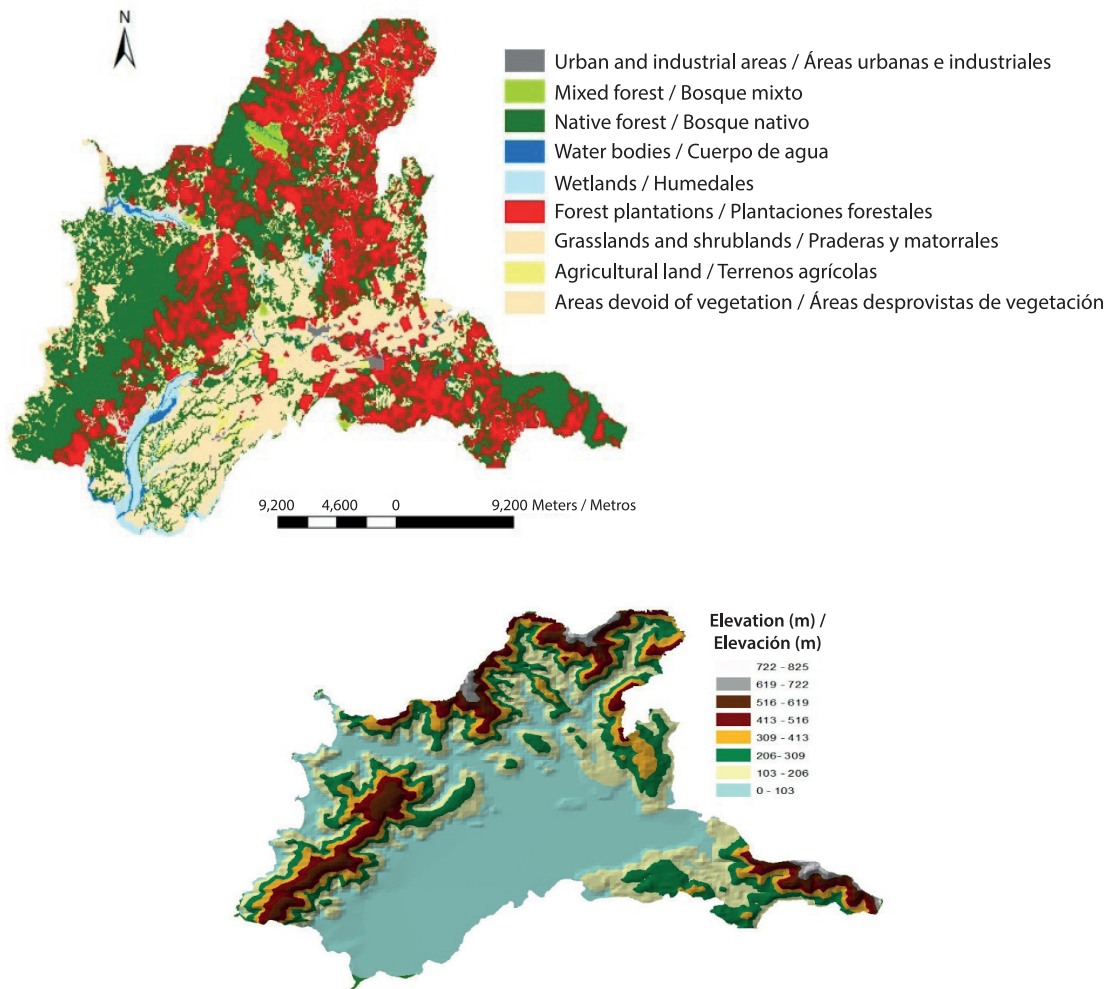 N
Urban and industrial areas / Áreas urbanas e industriales
Mixed forest / Bosque mixto
Native forest / Bosque nativo
Water bodies / Cuerpo de agua
Wetlands / Humedales
Forest plantations / Plantaciones forestales
Grasslands and shrublands / Praderas y matorrales
Agricultural land / Terrenos agrícolas
Areas devoid of vegetation / Áreas desprovistas de vegetación
9,200 4,600 0 9,200 Meters / Metros
Elevation (m) /
Elevación (m)
722 - 825
619 - 722
516 - 619
413 - 516
309 - 413
206 - 309
103 - 206
0 - 103